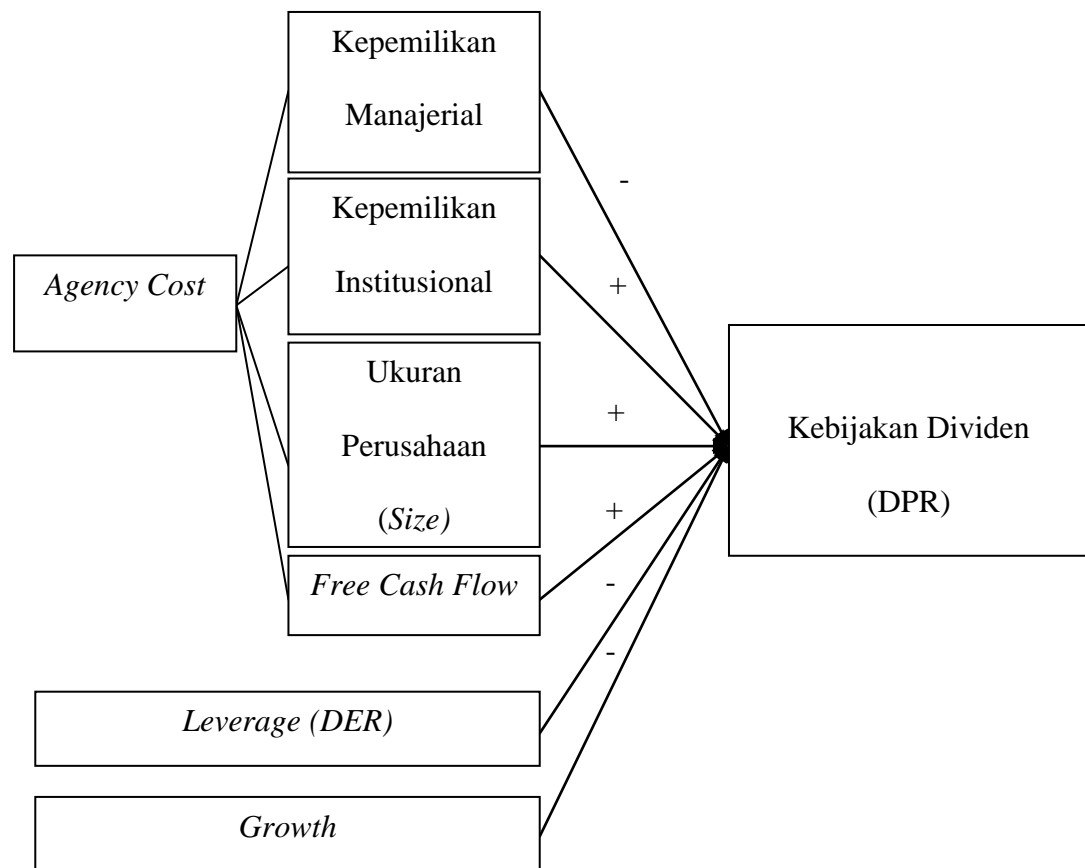 Kepemilikan
Manajerial
-
Kepemilikan
Institusional
+
Agency Cost
Ukuran
Perusahaan
(Size)
+
Kebijakan Dividen
(DPR)
Free Cash Flow
+
-
-
Leverage (DER)
Growth